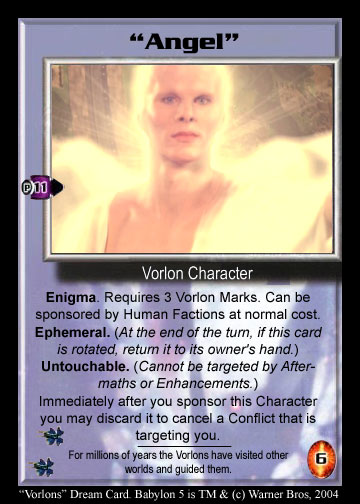 “Angel”
P 11
Vorlon Character
Enigma. Requires 3 Vorlon Marks. Can be
sponsored by Human Factions at normal cost.
Ephemeral. (At the end of the turn, if this card
is rotated, return it to its owner's hand.)
Untouchable. (Cannot be targeted by After-
maths or Enhancements.)
Immediately after you sponsor this Character
you may discard it to cancel a Conflict that is
targeting you.
For millions of years the Vorlons have visited other
worlds and guided them.
6
“Vorlons” Dream Card. Babylon 5 is TM & (c) Warner Bros, 2004